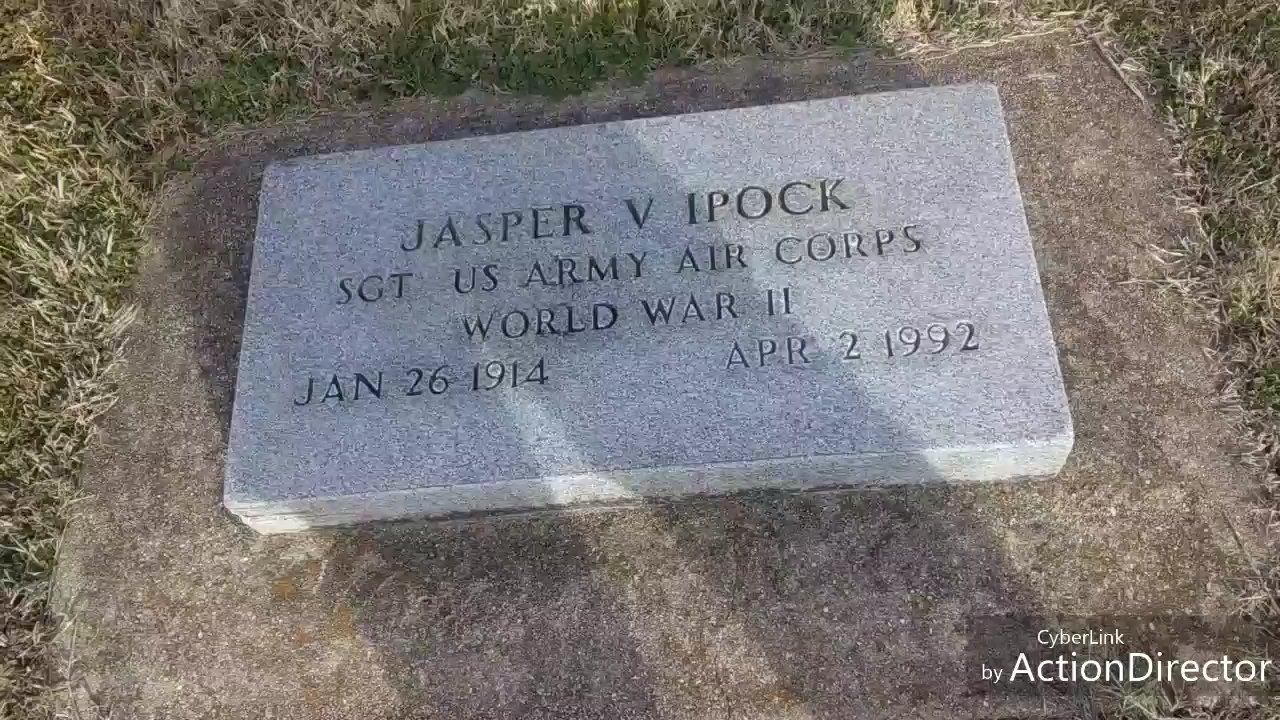 JASPER V IPOCK
SGT US ARMY AIR CORPS
WORLD WAR II
JAN 26 1914 APR 2 1992
CyberLink
by ActionDirector